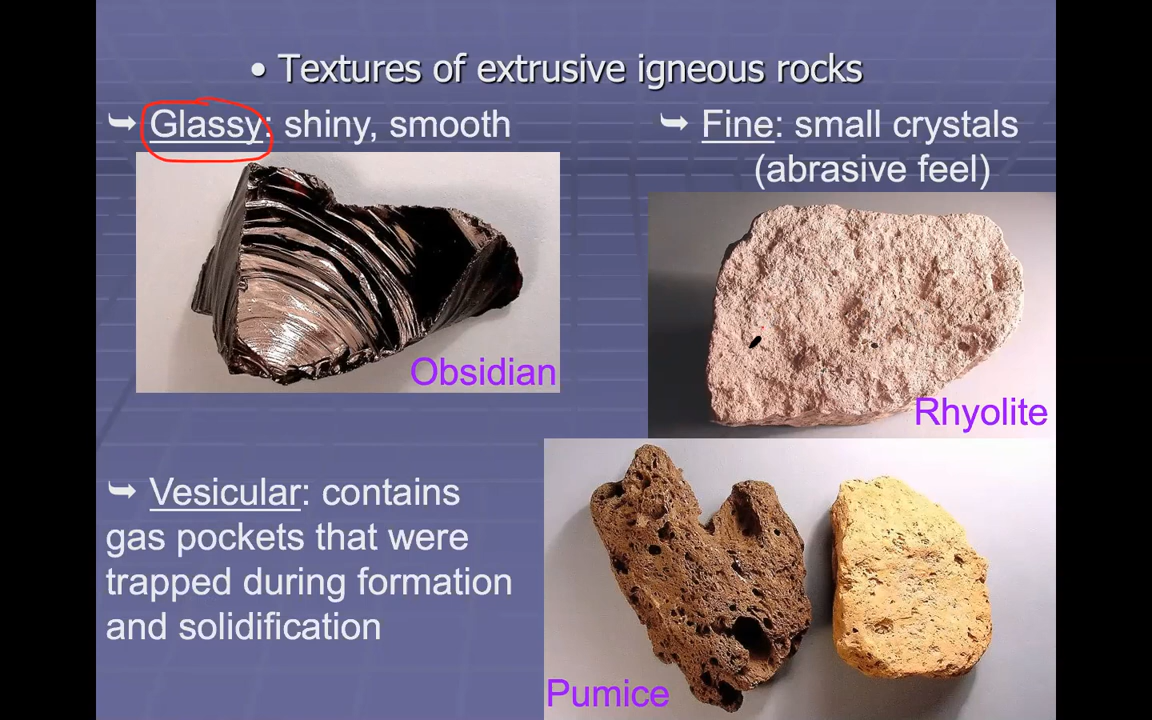 • Textures of extrusive igneous rocks
➥ Glassy: shiny, smooth
Obsidian
➥ Fine: small crystals
(abrasive feel)
Rhyolite
➥ Vesicular: contains
gas pockets that were
trapped during formation
and solidification
Pumice